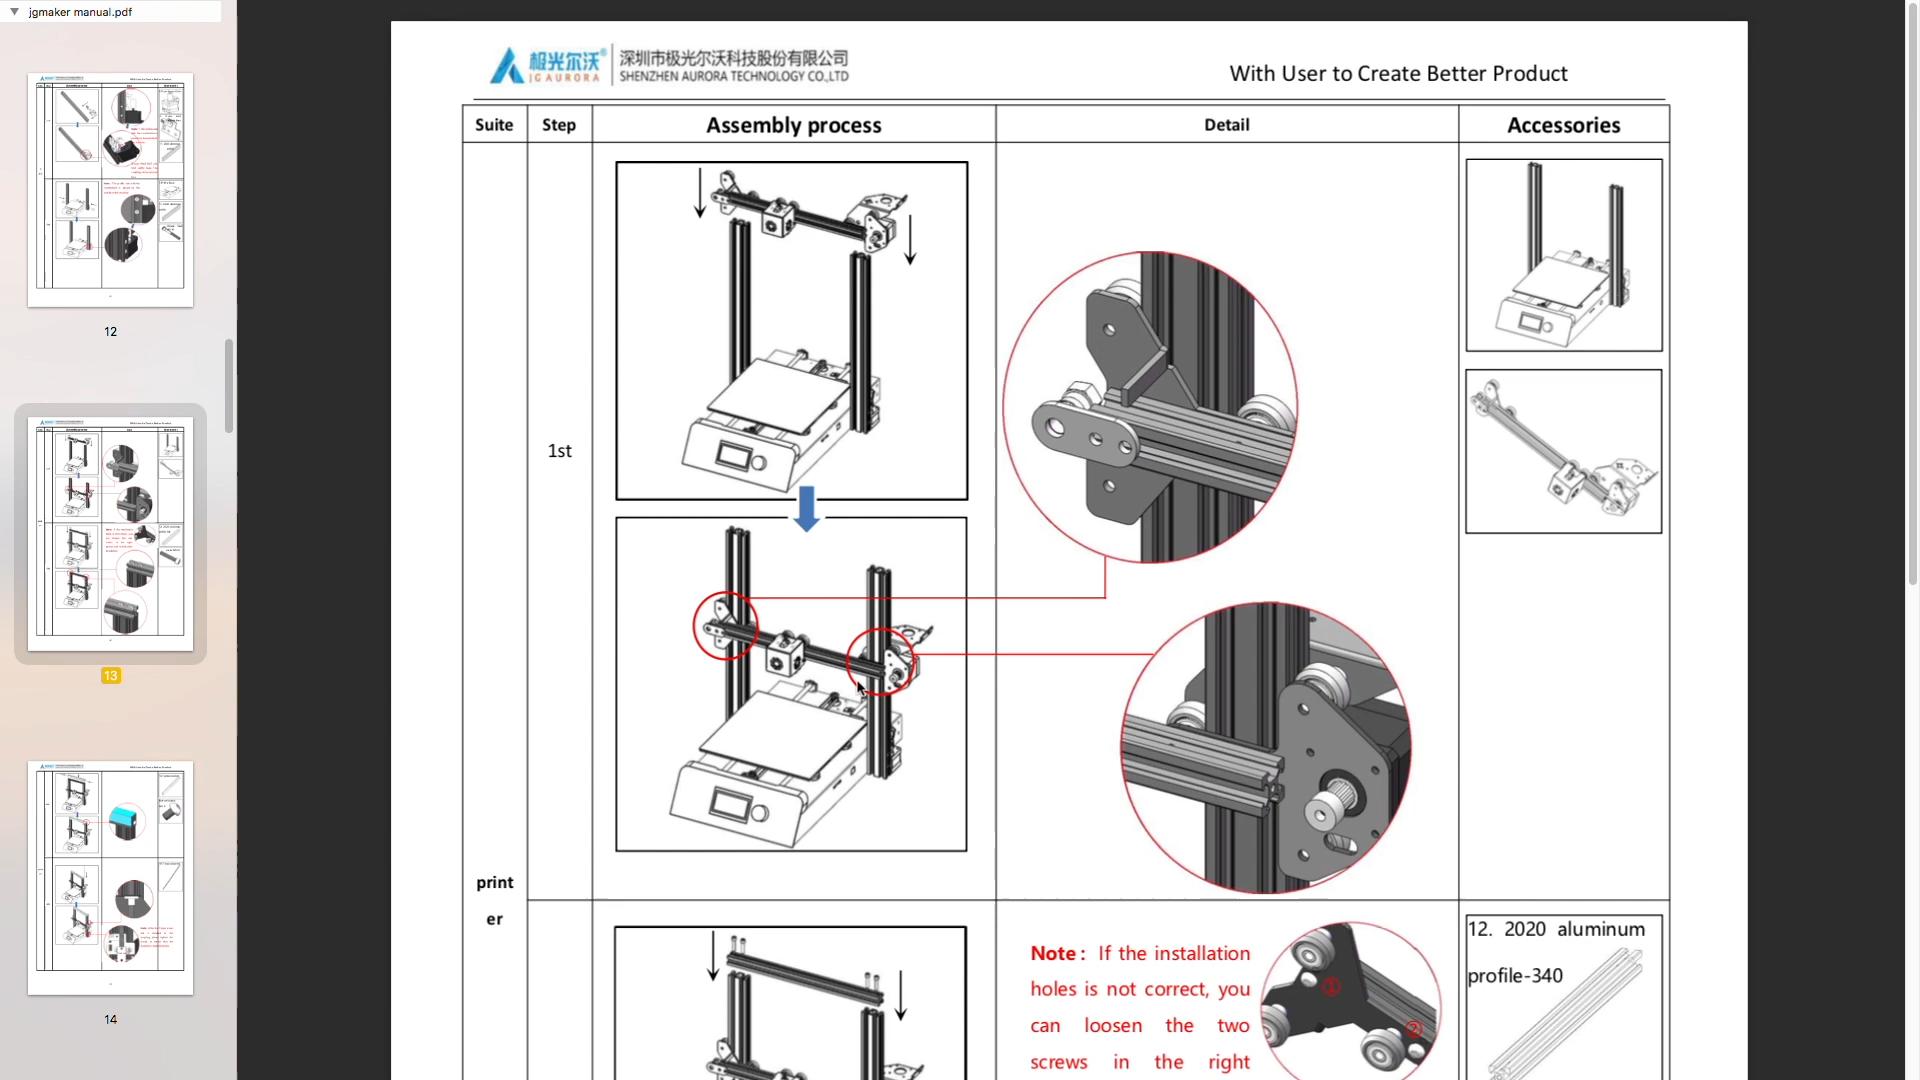 jgmaker manual.pdf
12
13
14
极光尔沃®
JGAURORA
深圳市极光尔沃科技股份有限公司
SHENZHEN AURORA TECHNOLOGY CO.,LTD
With User to Create Better Product
Suite
Step
Assembly process
Detail
Accessories
1st
print
er
Note: If the installation
holes is not correct, you
can loosen the two
screws in the right
①
②
12. 2020 aluminum
profile-340